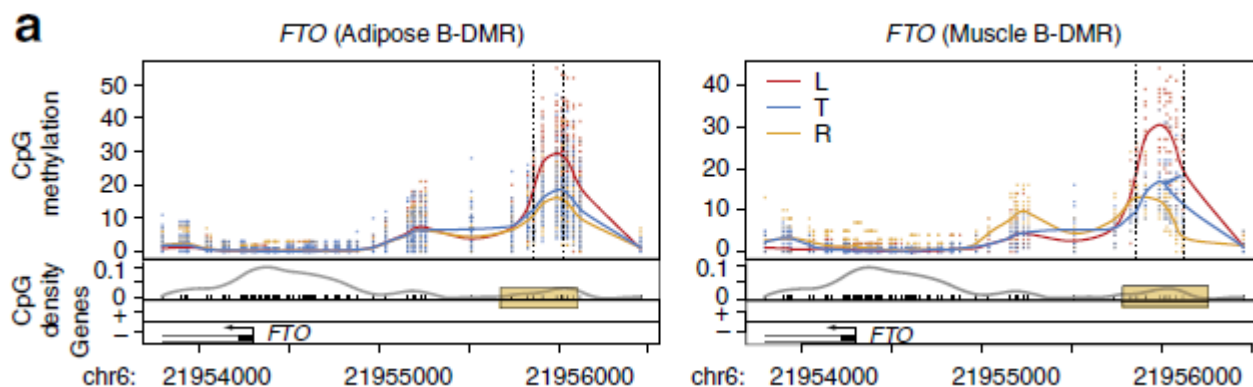 a
FTO (Adipose B-DMR)
FTO (Muscle B-DMR)
CpG
methylation
50
40
30
20
10
0
40
30
20
10
0
L
T
R
CpG
density
0.1
0
0.1
0
Genes
+
−
FTO
+
−
FTO
chr6: 21954000 21955000 21956000
chr6: 21954000 21955000 21956000